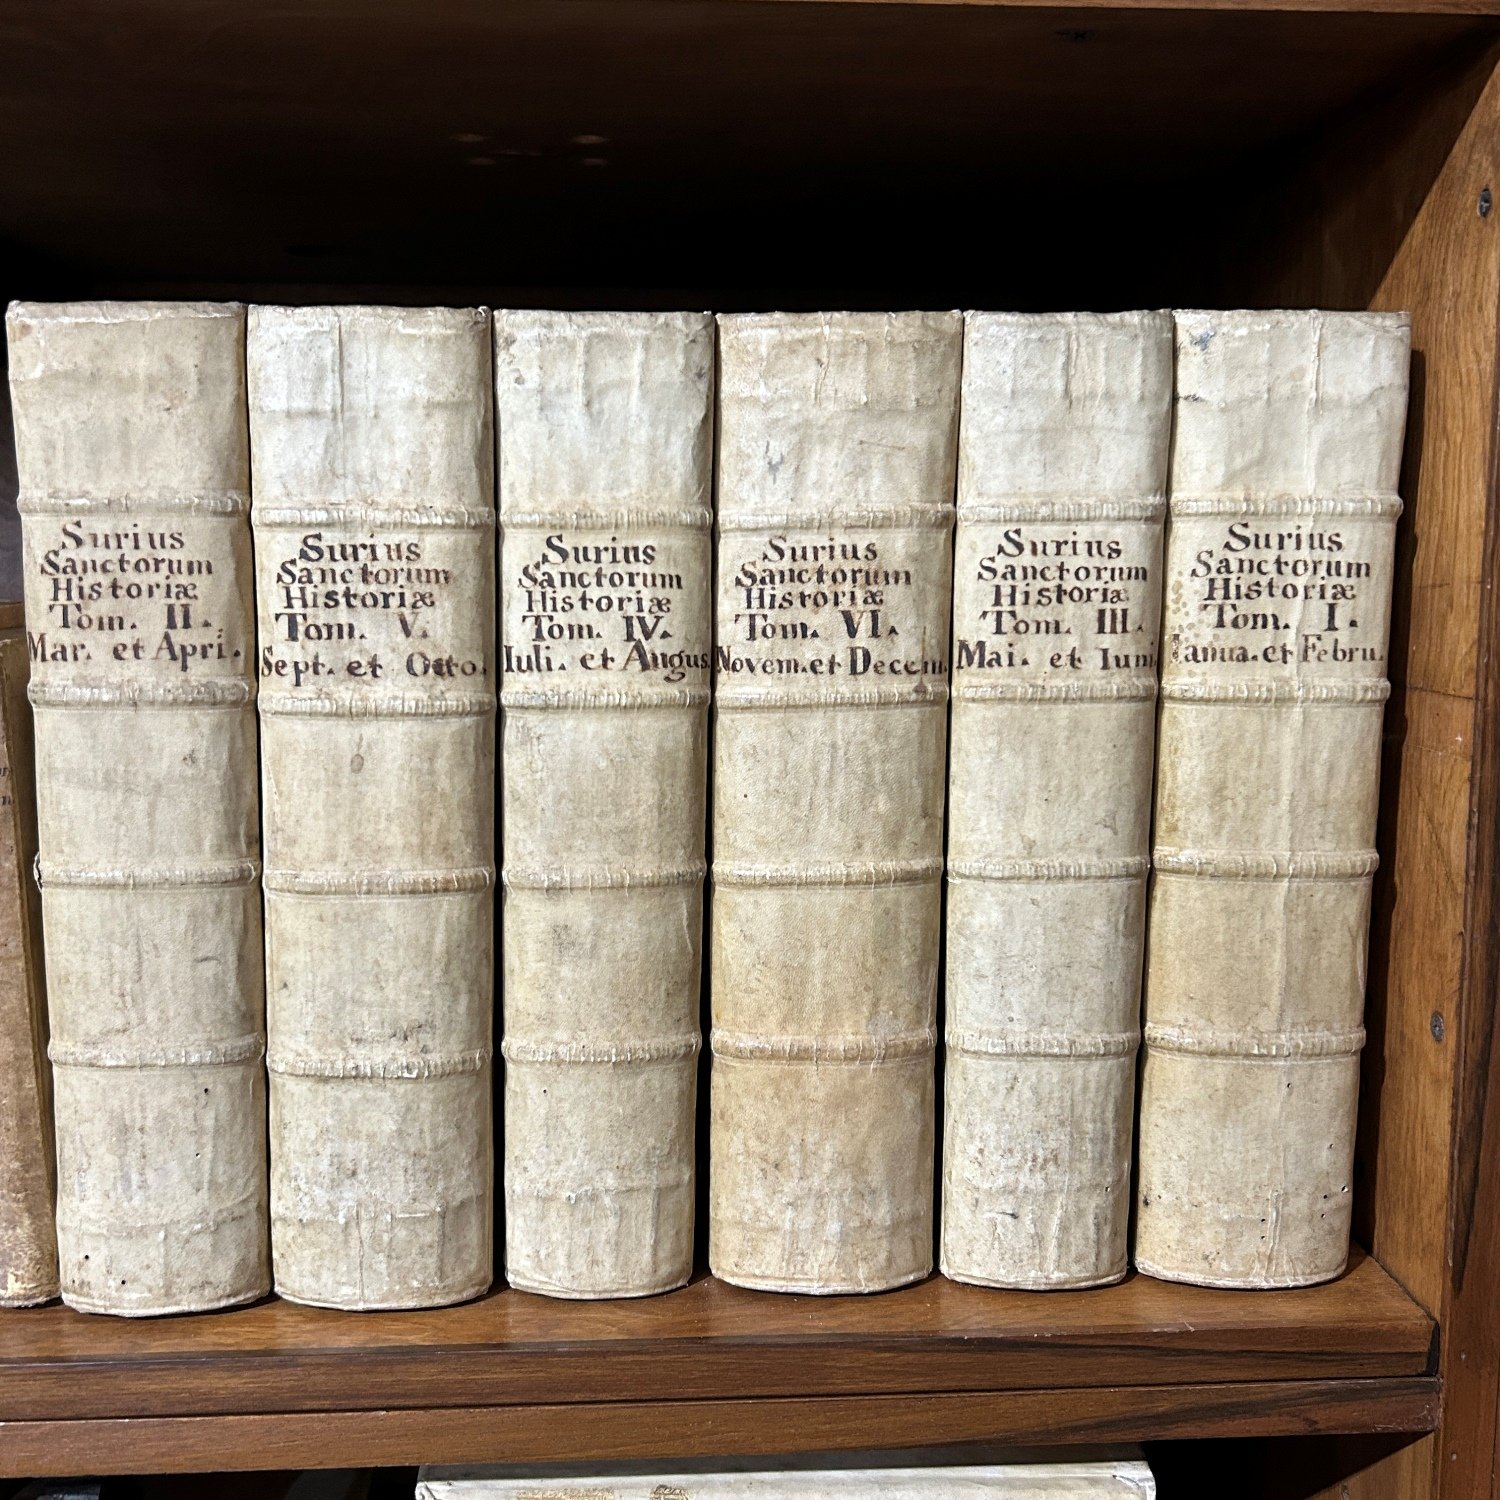 Surius
Sanctorum
Historiæ
Tom. II.
Mar. et Apri.
Surius
Sanctorum
Historiæ
Tom. V.
Sept. et Octo.
Surius
Sanctorum
Historiæ
Tom. IV.
Iuli. et Augus.
Surius
Sanctorum
Historiæ
Tom. VI.
Novem. et Decem.
Surius
Sanctorum
Historiæ
Tom. III.
Mai. et Iuni.
Surius
Sanctorum
Historiæ
Tom. I.
Ianua. et Febru.